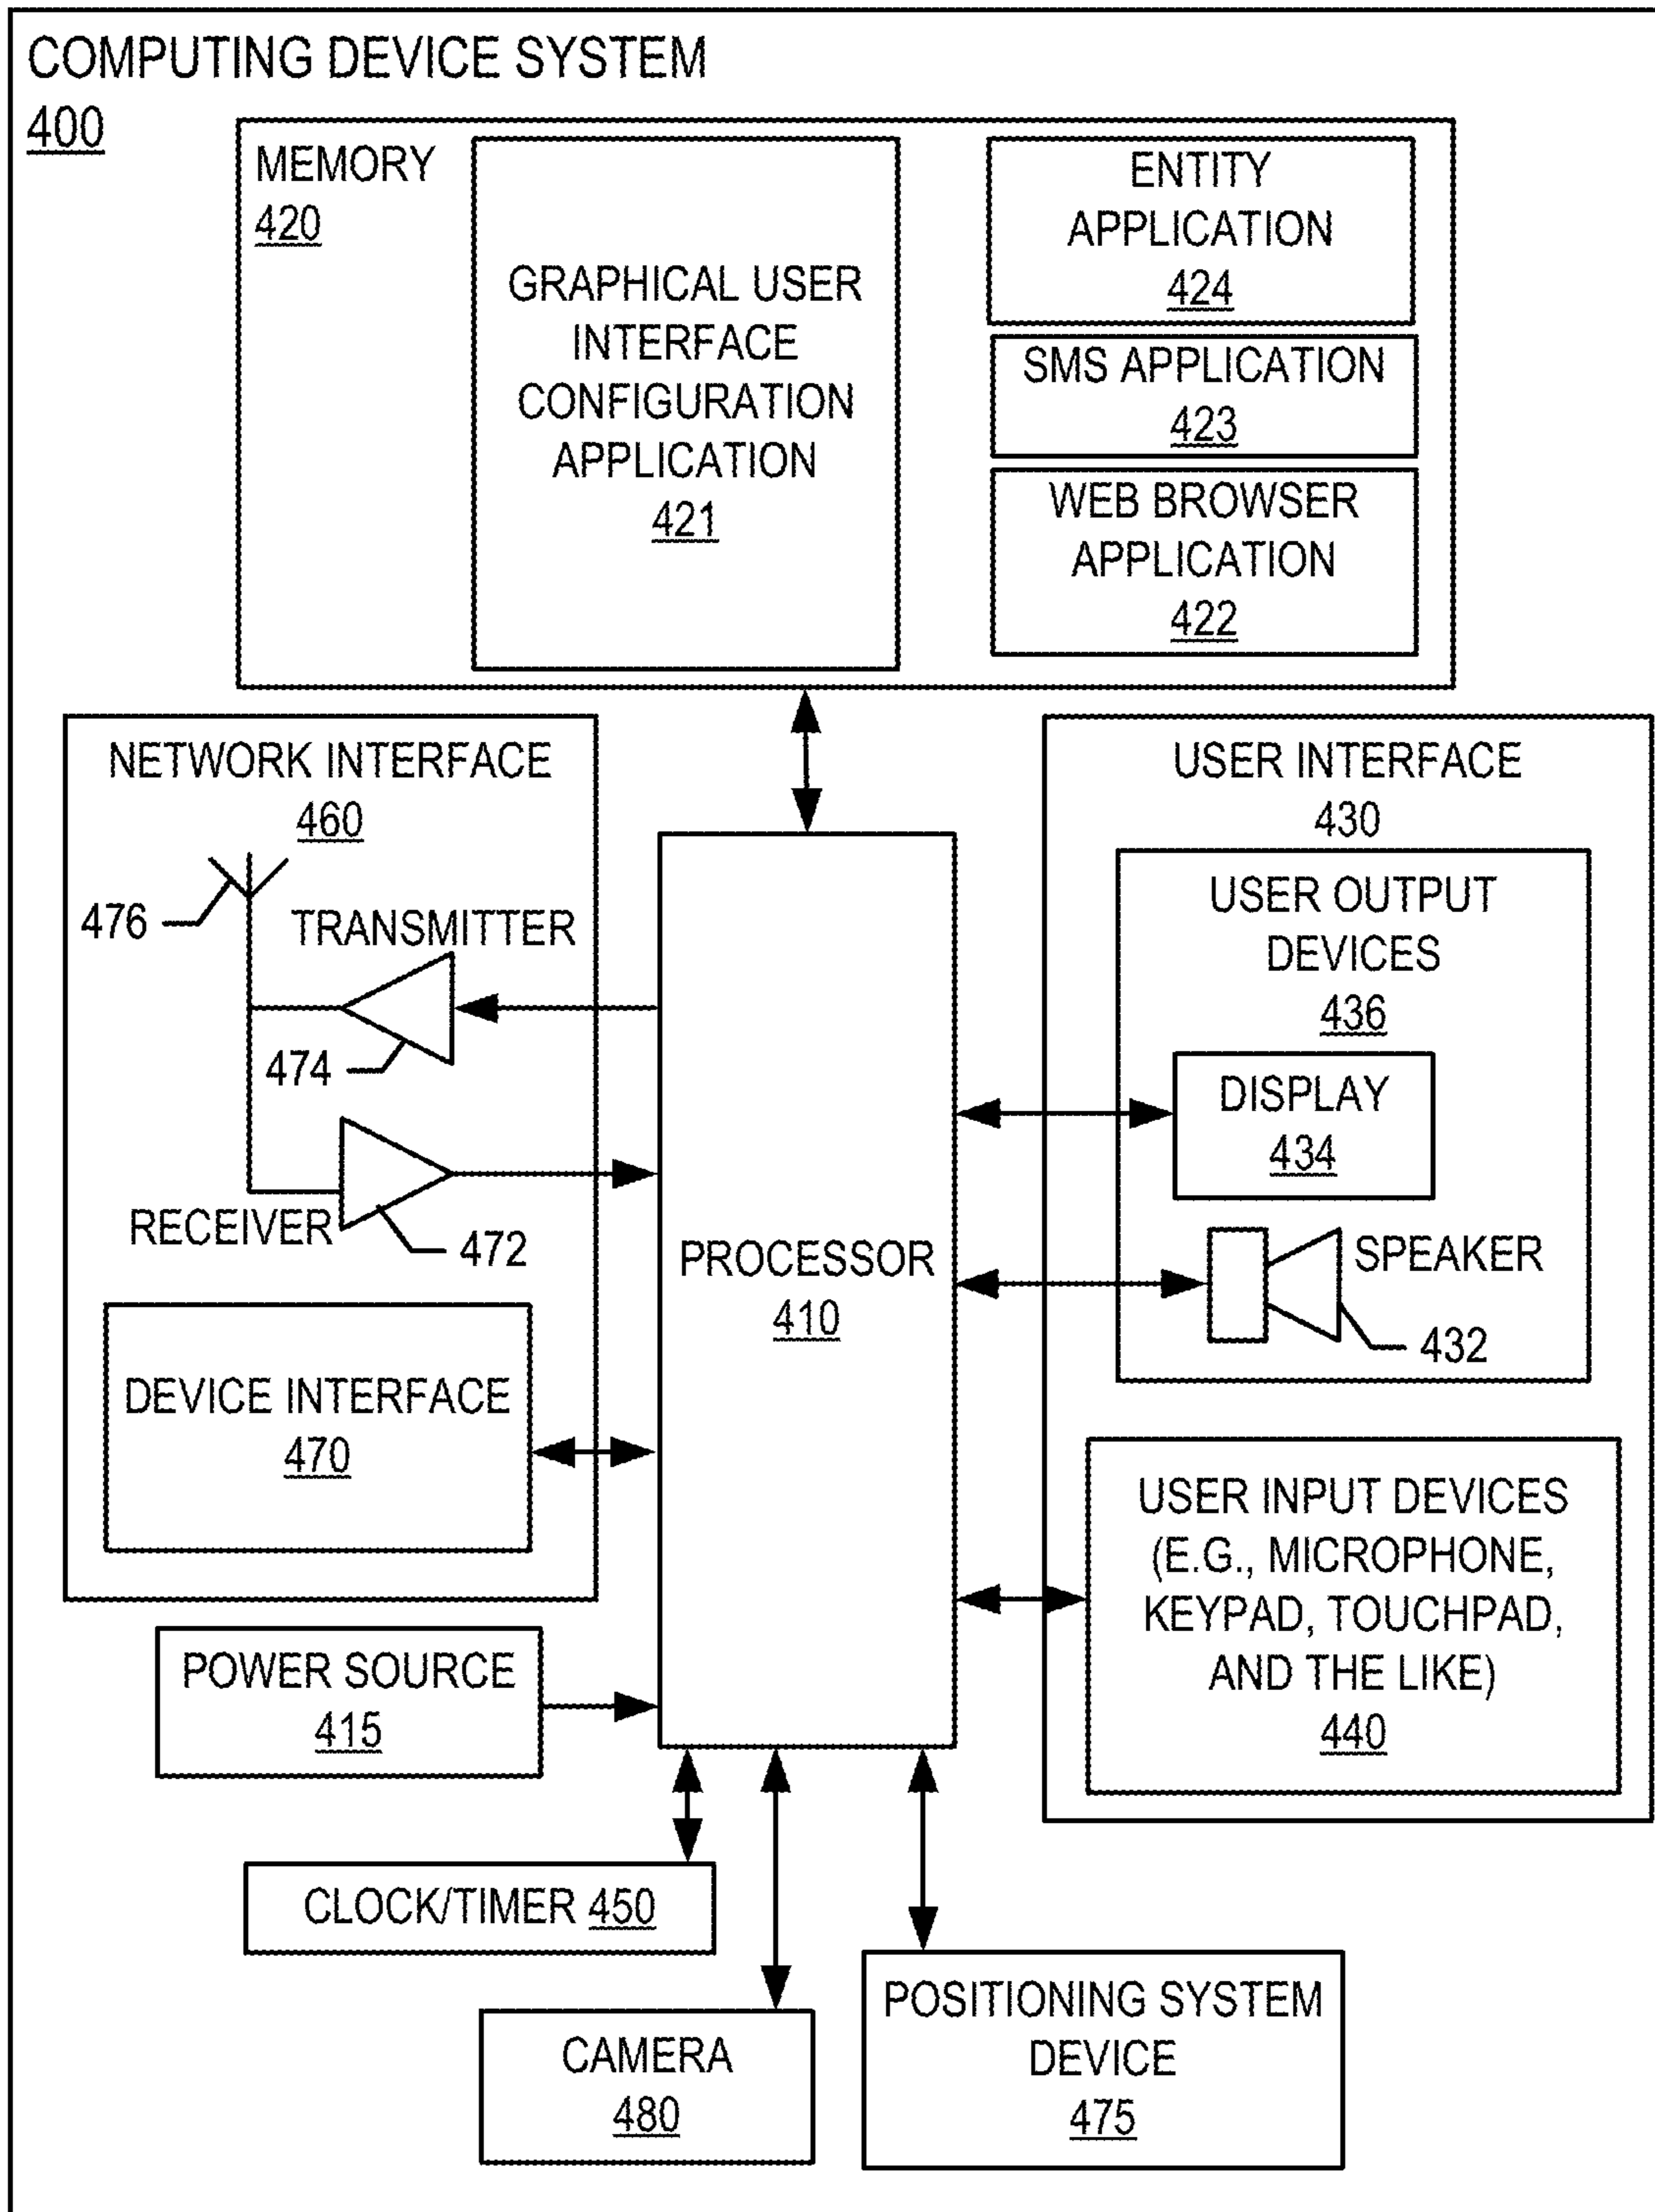 COMPUTING DEVICE SYSTEM
400
MEMORY
420
GRAPHICAL USER
INTERFACE
CONFIGURATION
APPLICATION
421
ENTITY
APPLICATION
424
SMS APPLICATION
423
WEB BROWSER
APPLICATION
422
NETWORK INTERFACE
460
476
TRANSMITTER
474
RECEIVER
472
DEVICE INTERFACE
470
POWER SOURCE
415
PROCESSOR
410
USER INTERFACE
430
USER OUTPUT
DEVICES
436
DISPLAY
434
SPEAKER
432
USER INPUT DEVICES
(E.G., MICROPHONE,
KEYPAD, TOUCHPAD,
AND THE LIKE)
440
CLOCK/TIMER 450
CAMERA
480
POSITIONING SYSTEM
DEVICE
475